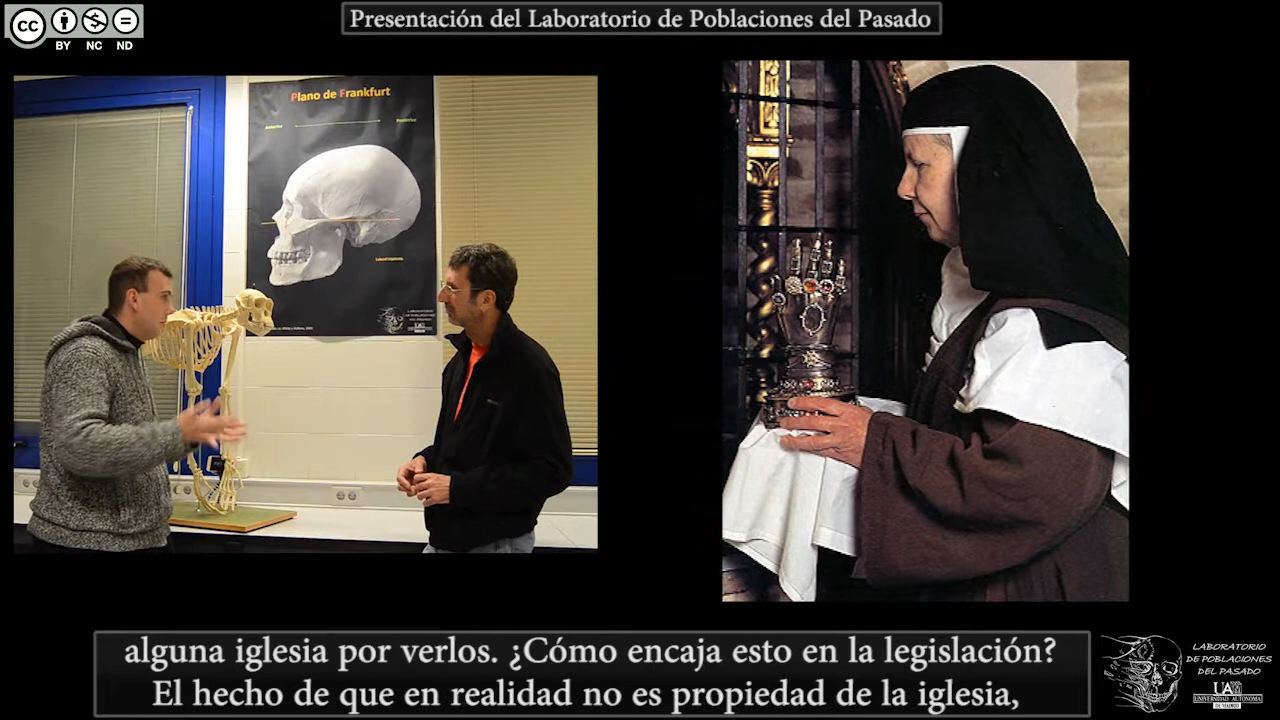 Presentación del Laboratorio de Poblaciones del Pasado
cc
BY NC ND
Plano de Frankfurt
alguna iglesia por verlos. ¿Cómo encaja esto en la legislación?
El hecho de que en realidad no es propiedad de la iglesia,
LABORATORIO
DE POBLACIONES
DEL PASADO
UAM
UNIVERSIDAD AUTONOMA
DE MADRID